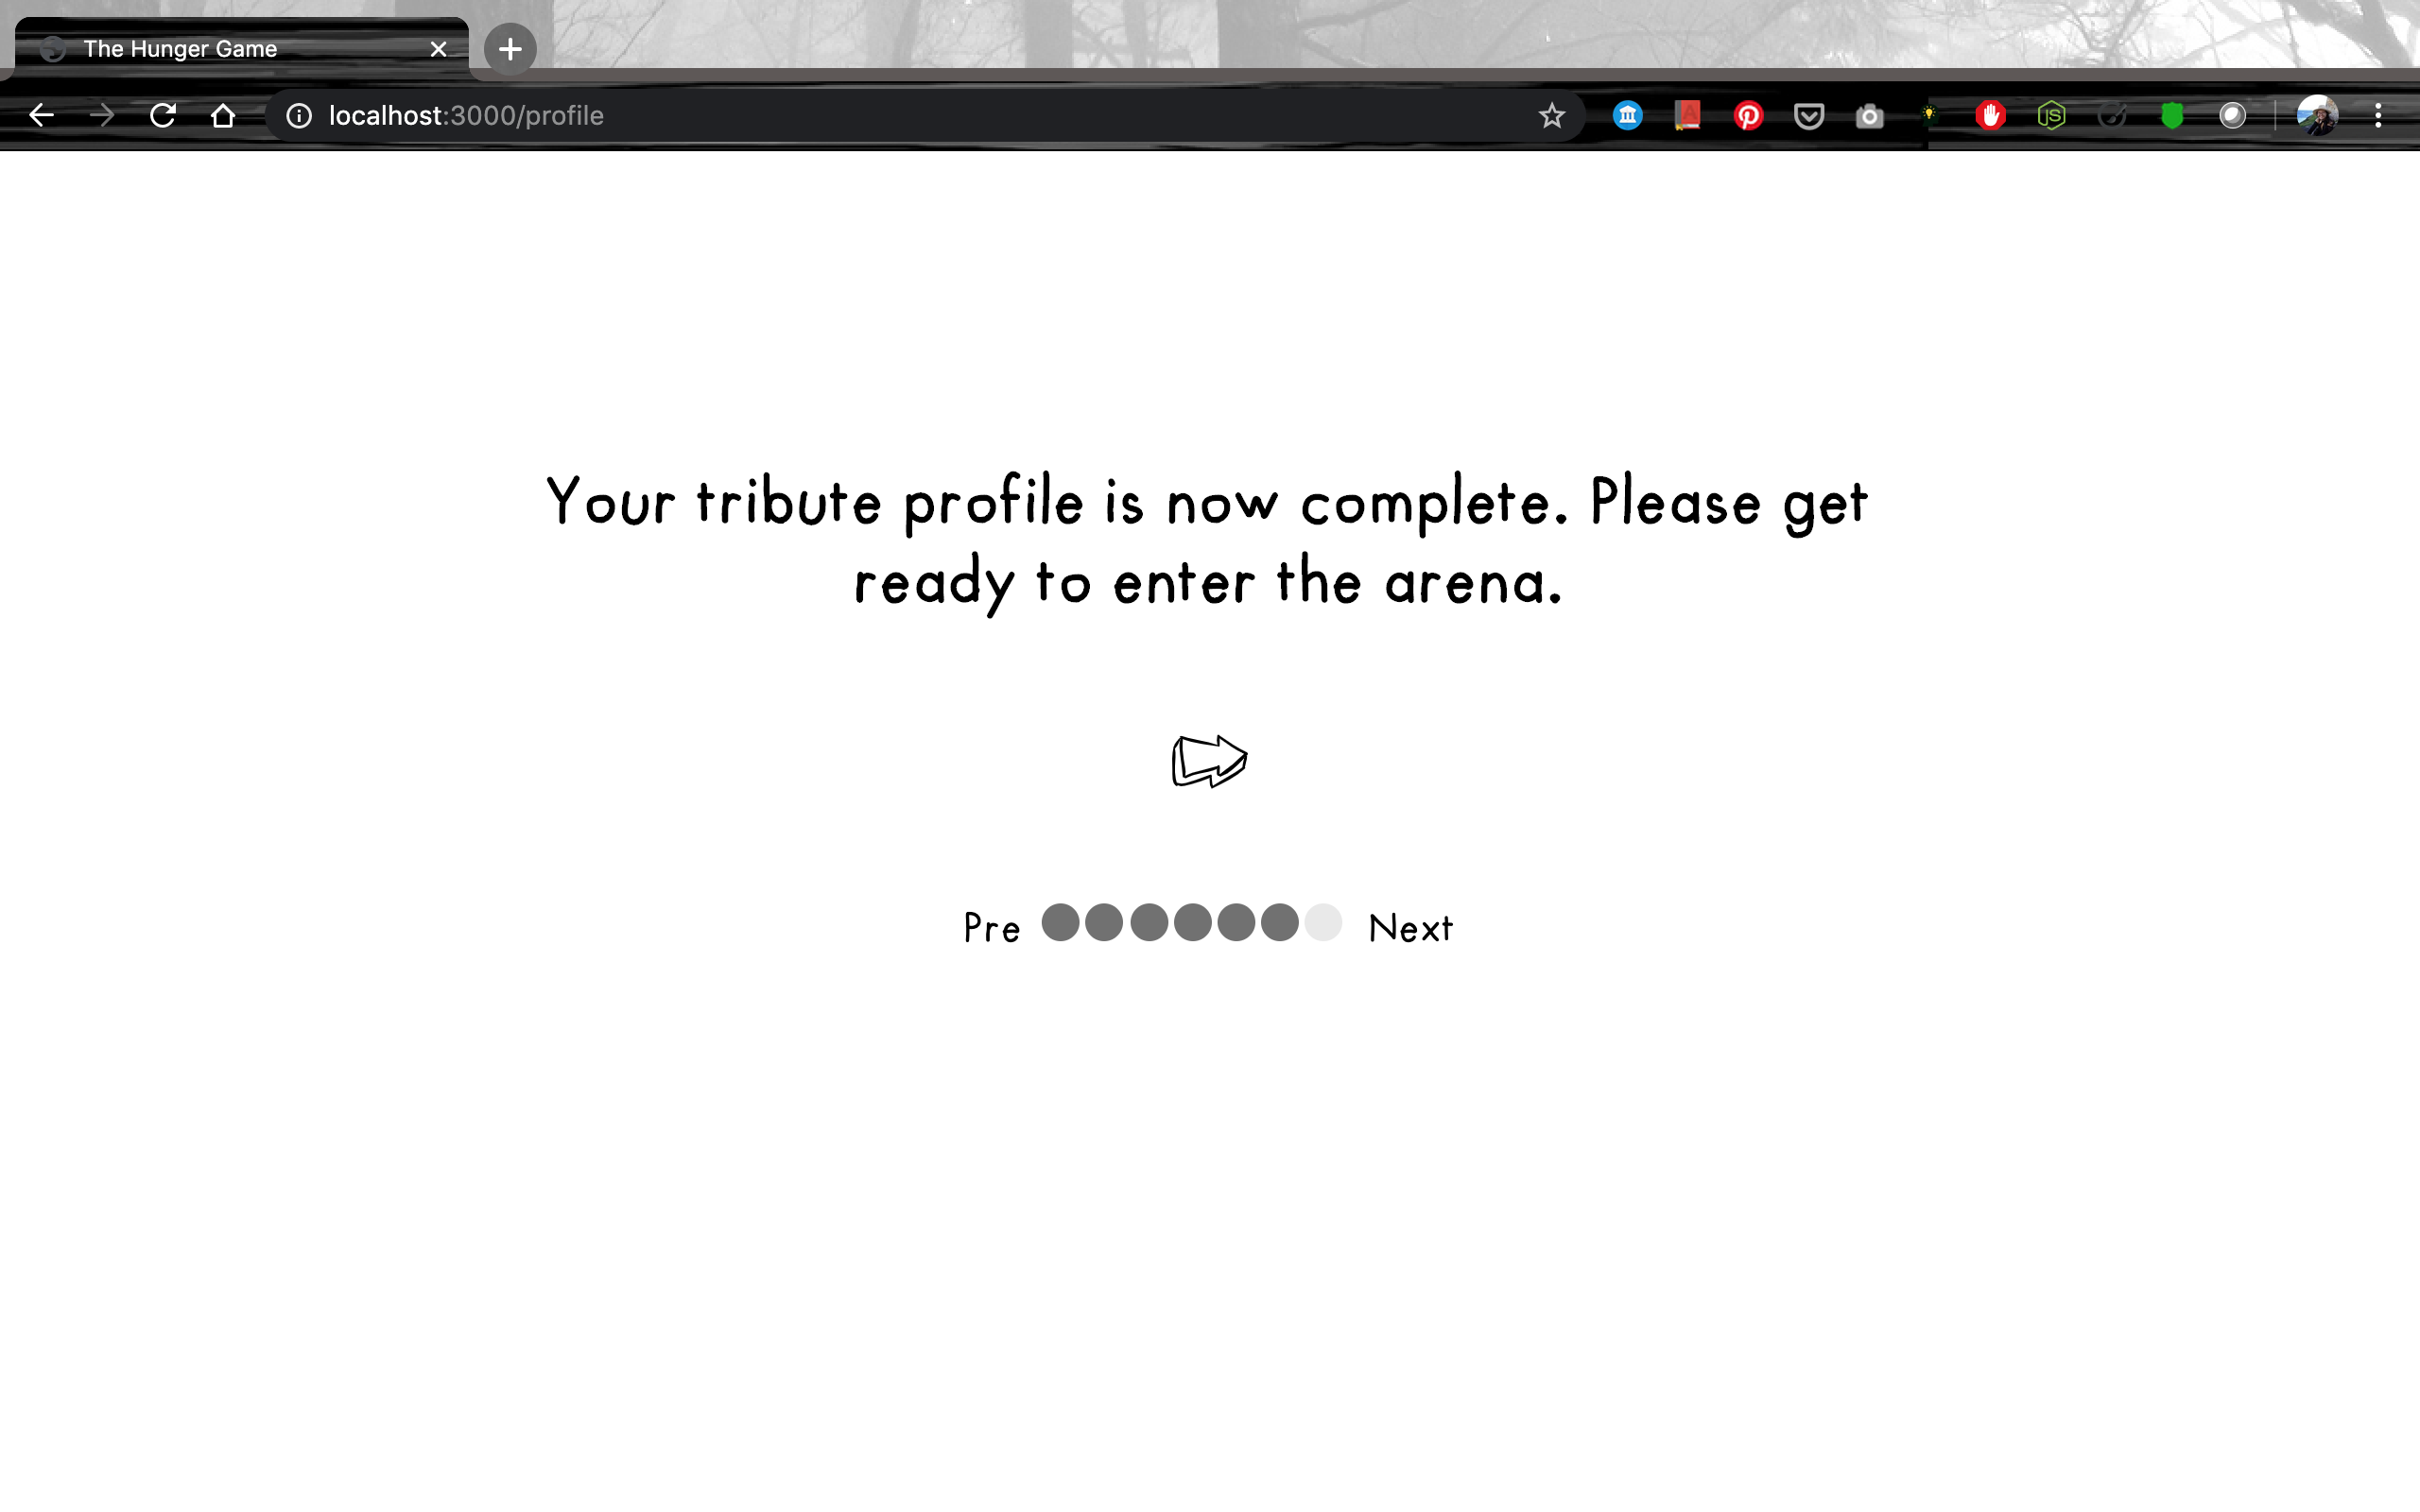 The Hunger Game
localhost:3000/profile
Your tribute profile is now complete. Please get
ready to enter the arena.
Pre
Next